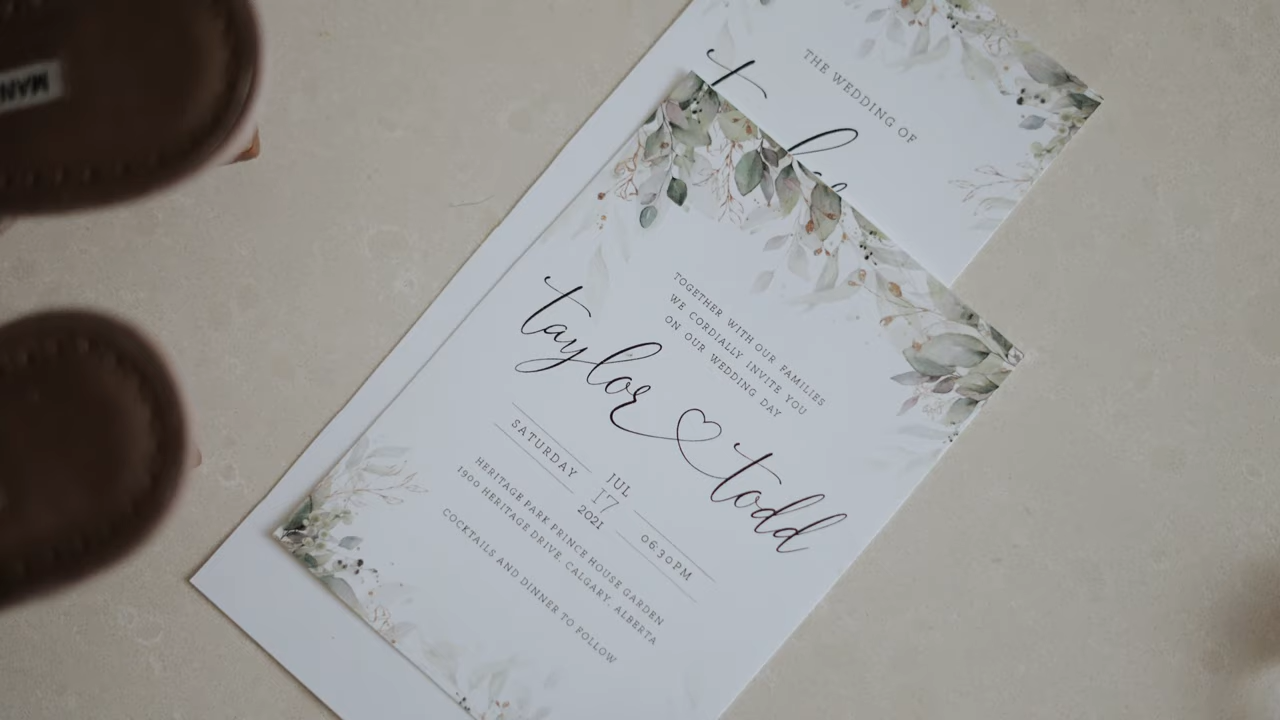 MAN
THE WEDDING OF
TOGETHER WITH OUR FAMILIES
WE CORDIALLY INVITE YOU
ON OUR WEDDING DAY
taylor
todd
SATURDAY
JUL
17
2021
06:30PM
HERITAGE PARK PRINCE HOUSE GARDEN
1900 HERITAGE DRIVE, CALGARY, ALBERTA
COCKTAILS AND DINNER TO FOLLOW